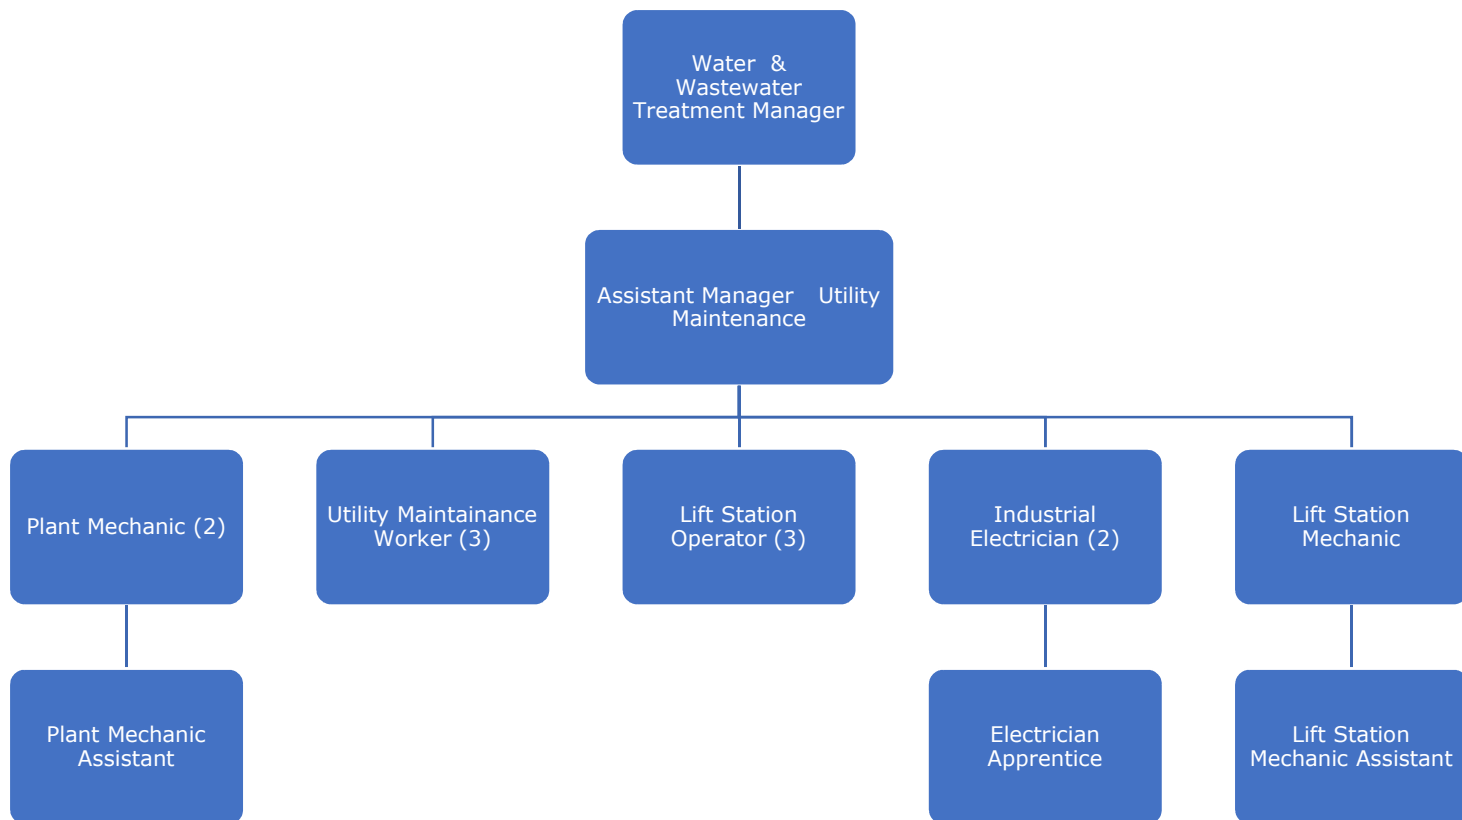 Water &
Wastewater
Treatment Manager
Assistant Manager Utility
Maintenance
Plant Mechanic (2)
Utility Maintainance
Worker (3)
Lift Station
Operator (3)
Industrial
Electrician (2)
Lift Station
Mechanic
Plant Mechanic
Assistant
Electrician
Apprentice
Lift Station
Mechanic Assistant